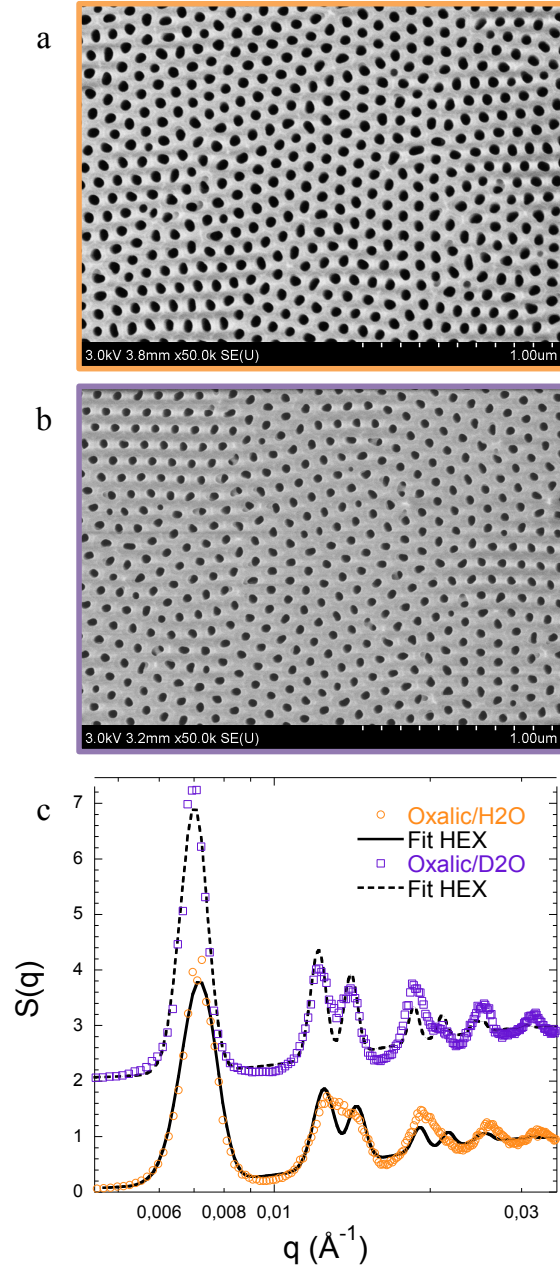 a
3.0kV 3.8mm x50.0k SE(U) 1.00um
b
3.0kV 3.2mm x50.0k SE(U) 1.00um
c
7
6
5
4
3
2
1
0
S(q)
Oxalic/H2O
Fit HEX
Oxalic/D2O
Fit HEX
0,006 0,008 0,01 0,03
q (Å⁻¹)